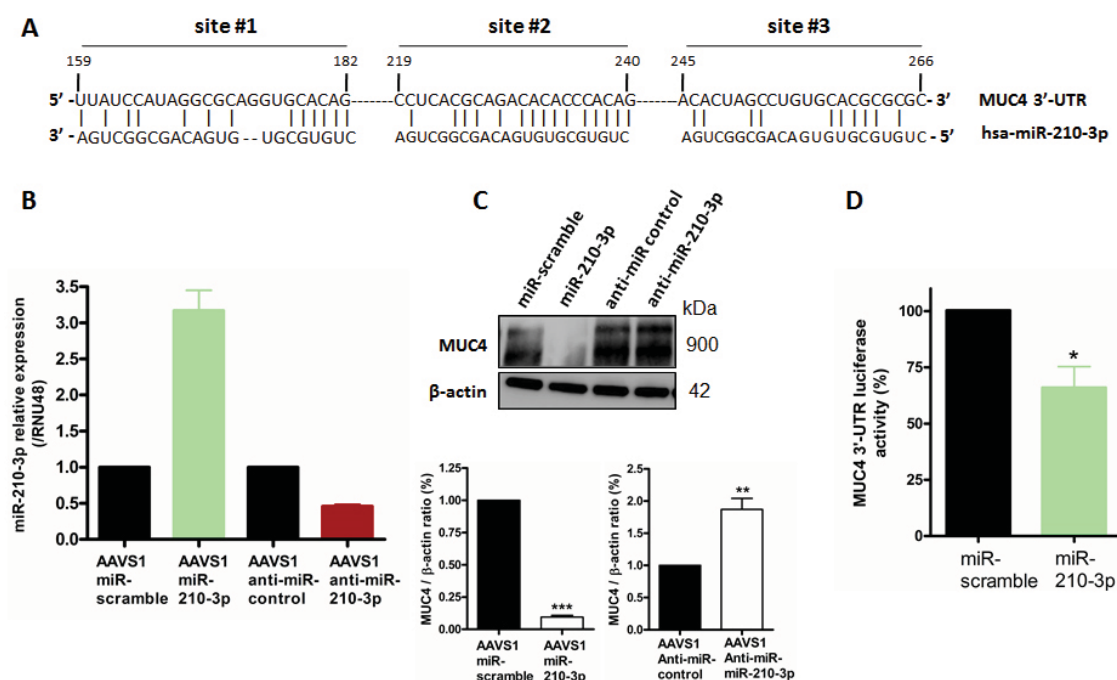 A
site #1 site #2 site #3
159 182 219 240 245 266
5’ -UUAUCCAUAGGCGCAGGUGCACAG-------CCUCACGCAGACACACCCACAG------ACACUAGCCUGUGCACGCGCGC- 3’ MUC4 3’-UTR
3’ -AGUCGGCGACAGUG--UGCGUGUC AGUCGGCGACAGUGUGCGUGUC AGUCGGCGACAGUGUGCGUGUC - 5’ hsa-miR-210-3p
B
miR-210-3p relative expression
(/RNU48)
3.5
3.0
2.5
2.0
1.5
1.0
0.5
0.0
AAVS1 AAVS1 AAVS1 AAVS1
miR- miR- anti-miR- anti-miR-
scramble 210-3p control 210-3p
C
miR-scramble
miR-210-3p
anti-miR control
anti-miR-210-3p
kDa
MUC4 900
β-actin 42
MUC4 / β-actin ratio (%)
1.25
1.00
0.75
0.50
0.25
0.00
***
AAVS1 AAVS1
miR- miR-
scramble 210-3p
MUC4 / β-actin ratio (%)
2.5
2.0
1.5
1.0
0.5
0.0
**
AAVS1 AAVS1
Anti-miR- Anti-miR-
control miR-210-3p
D
MUC4 3'-UTR luciferase
activity (%)
100
75
50
25
0
*
miR- miR-
scramble 210-3p